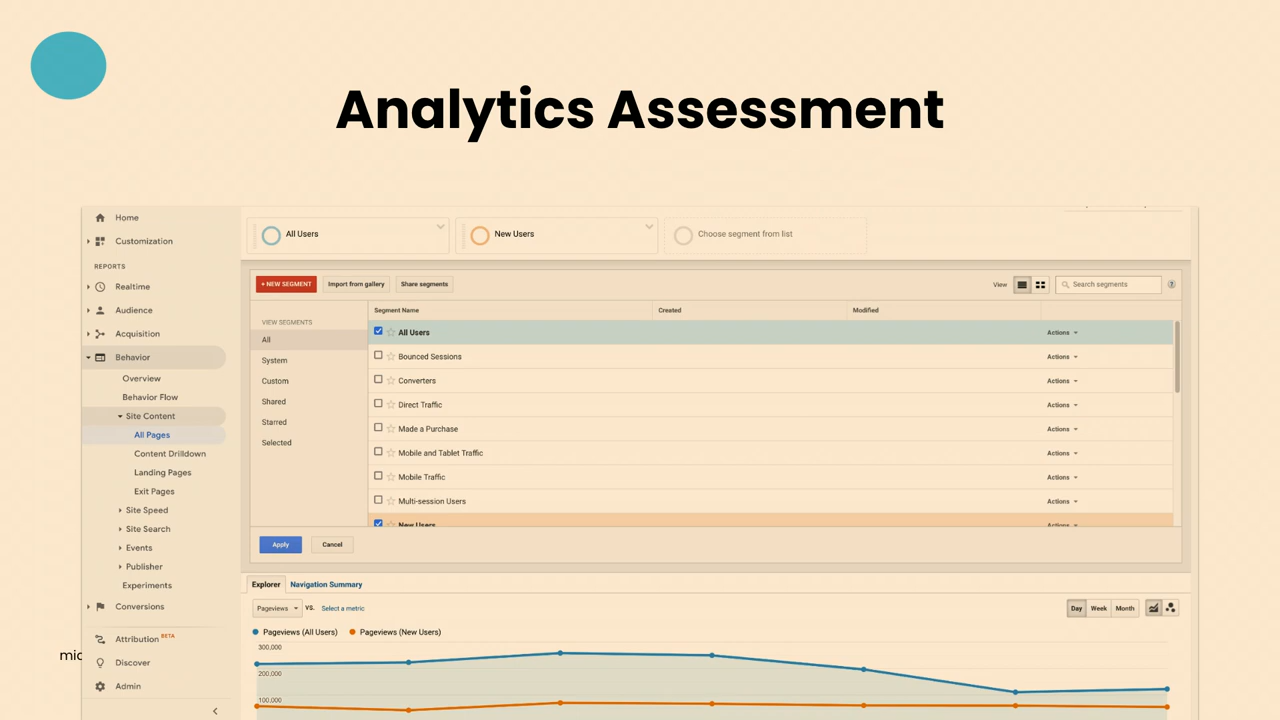 Analytics Assessment
Home
Customization
REPORTS
Realtime
Audience
Acquisition
Behavior
Overview
Behavior Flow
Site Content
All Pages
Content Drilldown
Landing Pages
Exit Pages
Site Speed
Site Search
Events
Publisher
Experiments
Conversions
Attribution BETA
Discover
Admin
All Users
New Users
Choose segment from list
+ NEW SEGMENT
Import from gallery
Share segments
View
Search segments
VIEW SEGMENTS
All
System
Custom
Shared
Starred
Selected
Segment Name Created Modified
All Users Actions
Bounced Sessions Actions
Converters Actions
Direct Traffic Actions
Made a Purchase Actions
Mobile and Tablet Traffic Actions
Mobile Traffic Actions
Multi-session Users Actions
New Users Actions
Apply
Cancel
Explorer
Navigation Summary
Pageviews VS. Select a metric
Day Week Month
Pageviews (All Users) Pageviews (New Users)
300,000
200,000
100,000